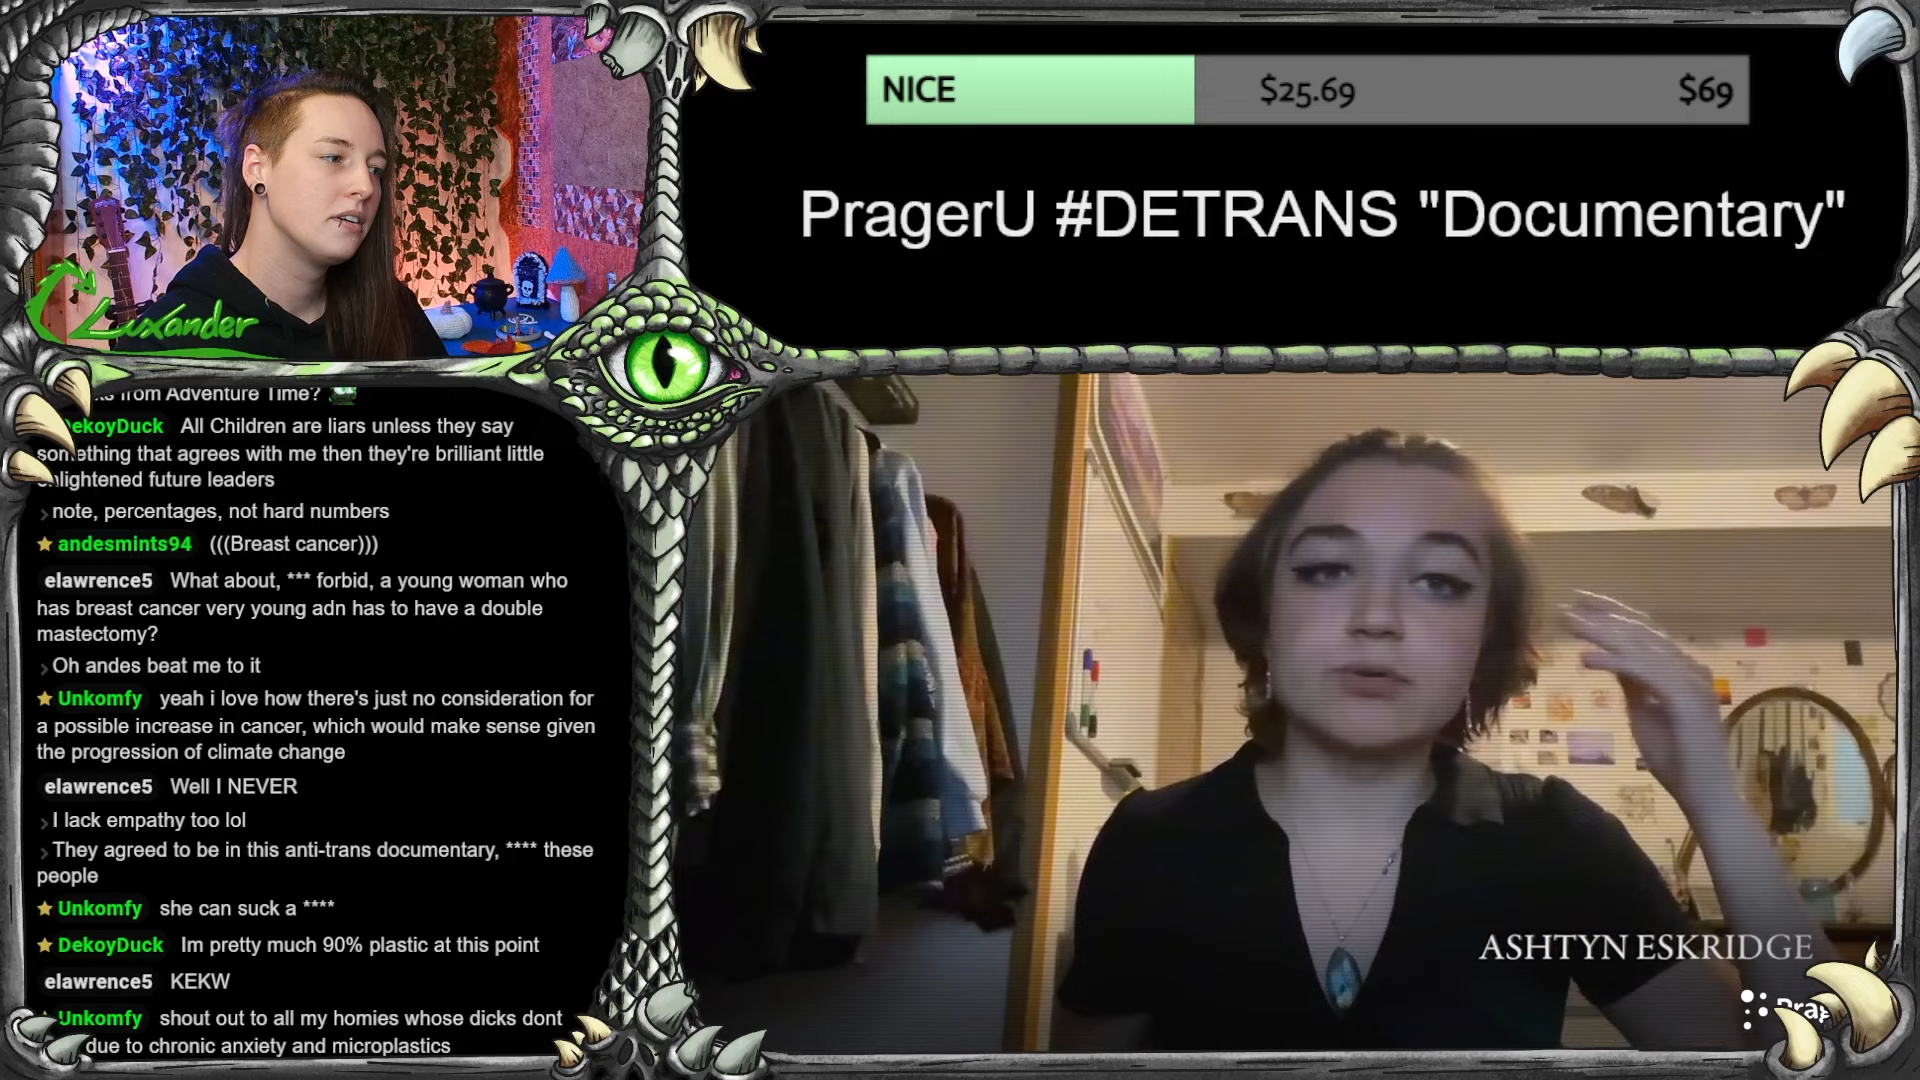 NICE $25.69 $69
PragerU #DETRANS "Documentary"
Luxander
from Adventure Time?
DekoyDuck All Children are liars unless they say
something that agrees with me then they're brilliant little
enlightened future leaders
note, percentages, not hard numbers
andesmints94 (((Breast cancer)))
elawrence5 What about, *** forbid, a young woman who
has breast cancer very young adn has to have a double
mastectomy?
Oh andes beat me to it
Unkomfy yeah i love how there's just no consideration for
a possible increase in cancer, which would make sense given
the progression of climate change
elawrence5 Well I NEVER
I lack empathy too lol
They agreed to be in this anti-trans documentary, **** these
people
Unkomfy she can suck a ****
DekoyDuck Im pretty much 90% plastic at this point
elawrence5 KEKW
Unkomfy shout out to all my homies whose dicks dont
due to chronic anxiety and microplastics
ASHTYN ESKRIDGE